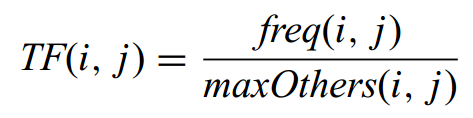 TF(i, j) = freq(i, j) / maxOthers(i, j)